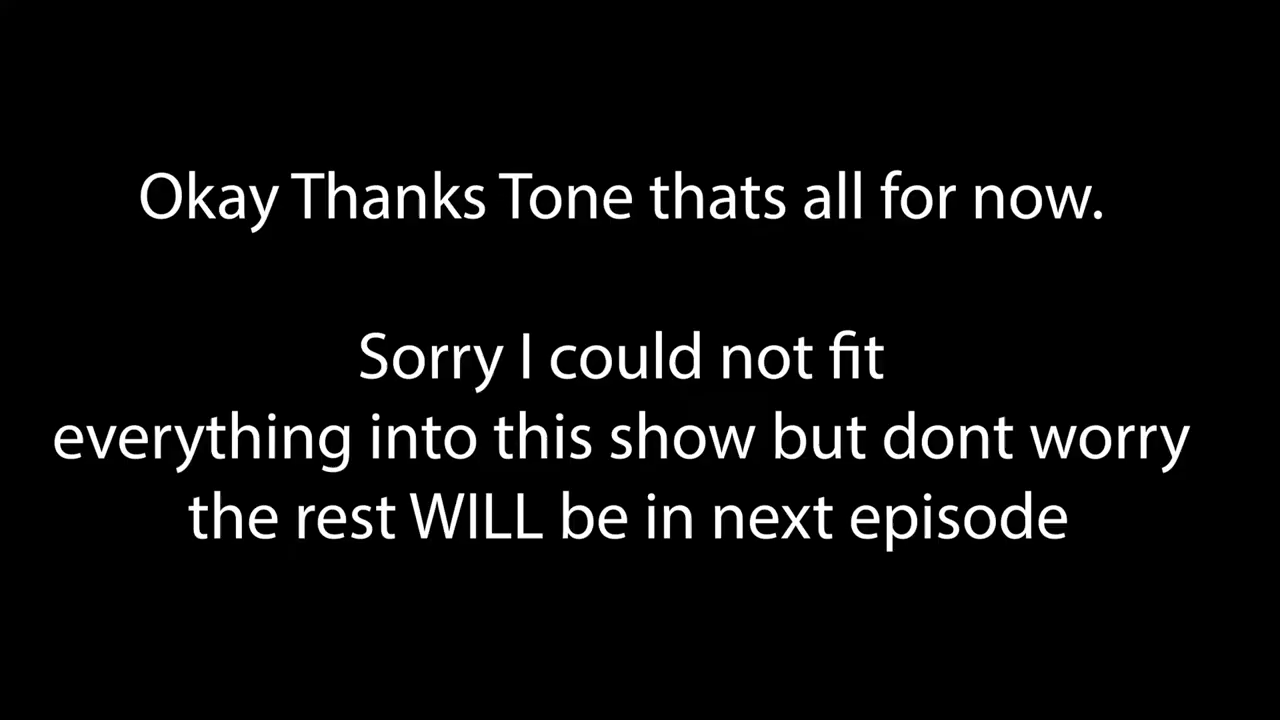 Okay Thanks Tone thats all for now.
Sorry I could not fit
everything into this show but dont worry
the rest WILL be in next episode